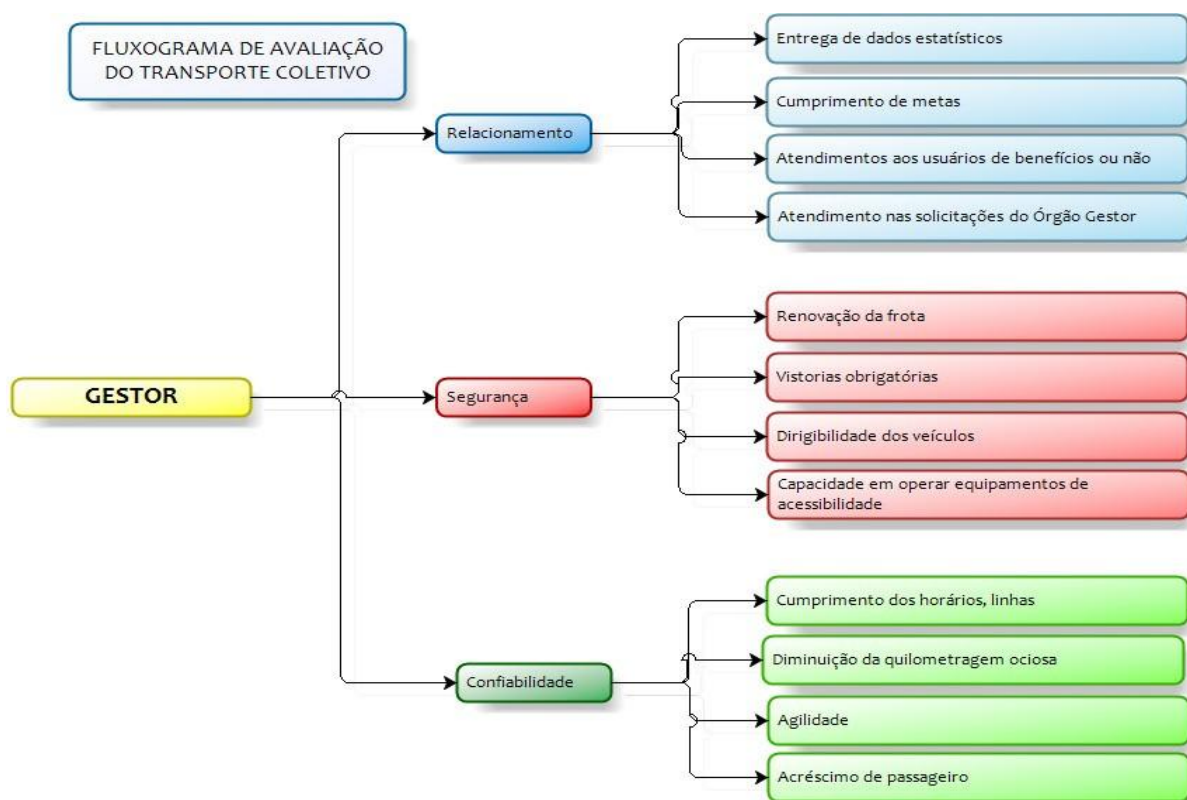 FLUXOGRAMA DE AVALIAÇÃO
DO TRANSPORTE COLETIVO
GESTOR
Relacionamento
Entrega de dados estatísticos
Cumprimento de metas
Atendimentos aos usuários de benefícios ou não
Atendimento nas solicitações do Órgão Gestor
Segurança
Renovação da frota
Vistorias obrigatórias
Dirigibilidade dos veículos
Capacidade em operar equipamentos de
acessibilidade
Confiabilidade
Cumprimento dos horários, linhas
Diminuição da quilometragem ociosa
Agilidade
Acréscimo de passageiro